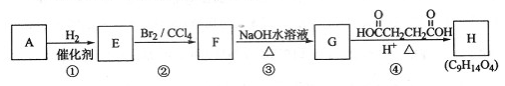 A H₂ 催化剂 ① E Br₂ / CCl₄ ② F NaOH水溶液 △ ③ G HOCCH₂CH₂COH O O H⁺ △ ④ H
(C₉H₁₄O₄)